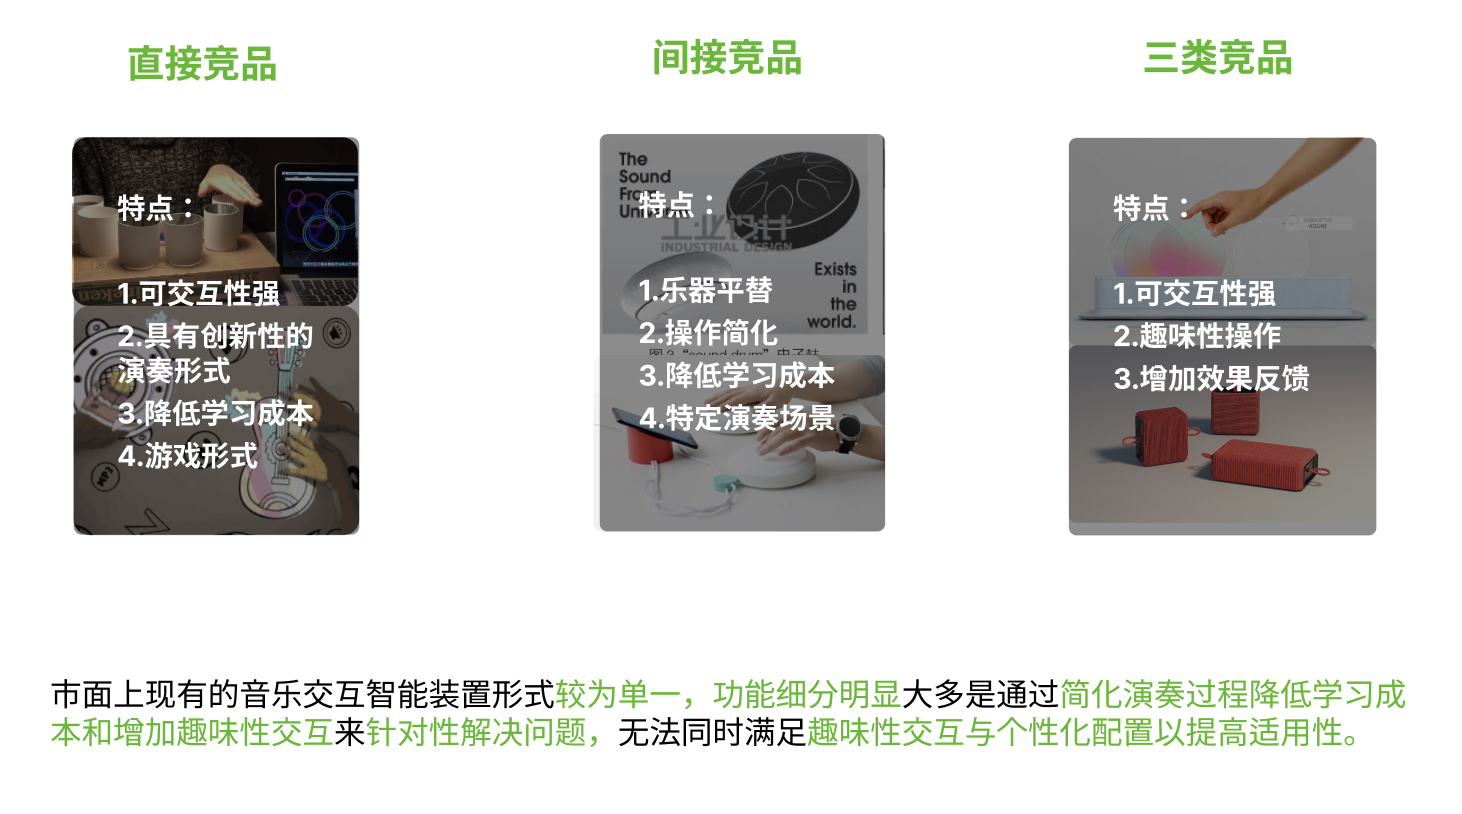 直接竞品
间接竞品
三类竞品
特点：
1.可交互性强
2.具有创新性的
演奏形式
3.降低学习成本
4.游戏形式
MP3
The
Sound
From
特点：
工业设计
INDUSTRIAL DESIGN
Exists
in
the
world.
1.乐器平替
2.操作简化
3.降低学习成本
4.特定演奏场景
特点：
VOLUME
1.可交互性强
2.趣味性操作
3.增加效果反馈
市面上现有的音乐交互智能装置形式较为单一，功能细分明显大多是通过简化演奏过程降低学习成
本和增加趣味性交互来针对性解决问题，无法同时满足趣味性交互与个性化配置以提高适用性。